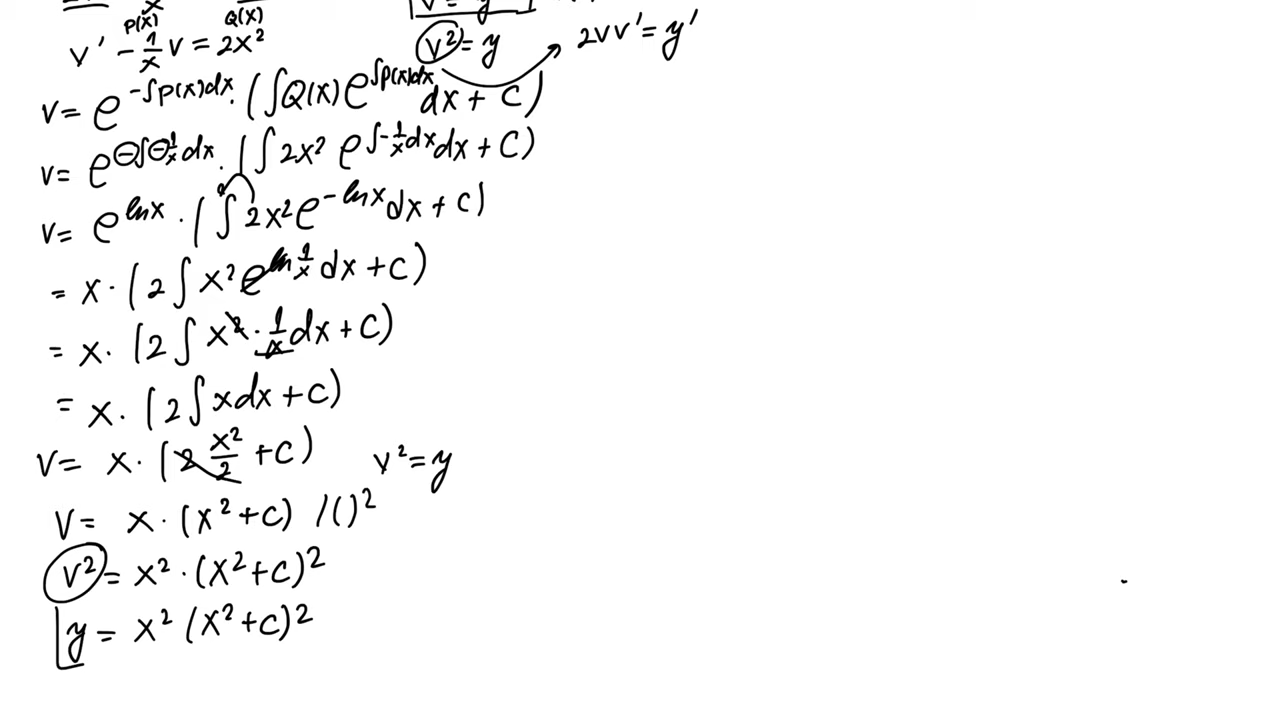 P(x) Q(x)
v' - 1/x v = 2x²
v² = y 2vv' = y'
v = e^(-∫P(x)dx) · (∫Q(x) e^(∫P(x)dx) dx + C)
v = e^(-∫-1/x dx) · (∫ 2x² e^(∫-1/x dx) dx + C)
v = e^(lnx) · (∫ 2x² e^(-lnx) dx + C)
= x · (2 ∫ x² e^(ln 1/x) dx + C)
= x · (2 ∫ x² · 1/x dx + C)
= x · (2 ∫ x dx + C)
v = x · (2 x²/2 + C) v² = y
v = x · (x² + C) /()²
v² = x² · (x² + C)²
y = x² (x² + C)²